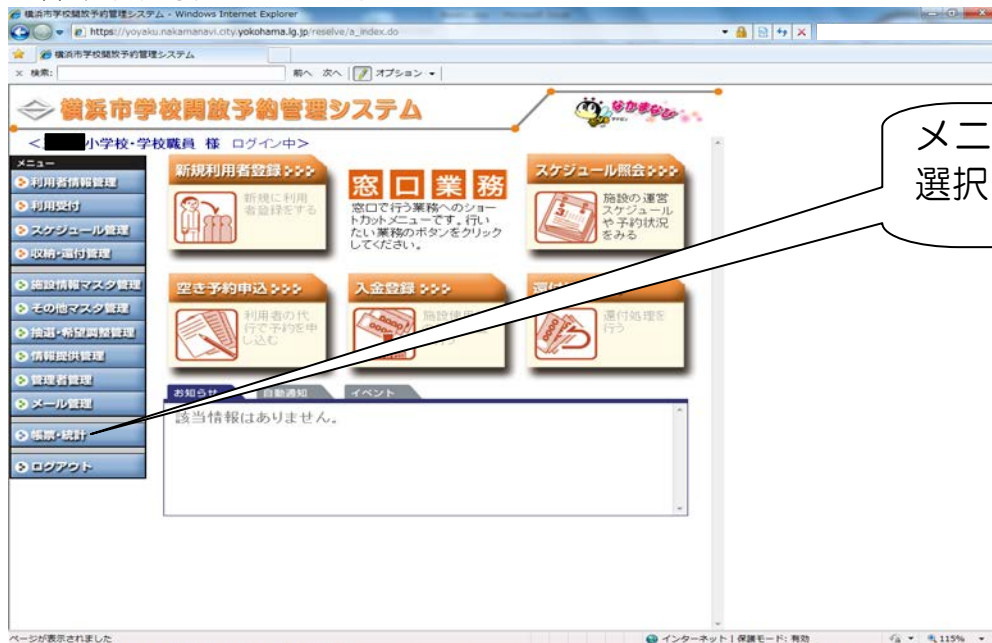 横浜市学校開放予約管理システム - Windows Internet Explorer
https://yoyaku.nakamanavi.city.yokohama.lg.jp/reselve/a_index.do
横浜市学校開放予約管理システム
× 検索:
前へ 次へ
オプション
横浜市学校開放予約管理システム
なかまなび
<
小学校・学校職員 様 ログイン中>
メニュー
利用者情報管理
利用受付
スケジュール管理
収納・還付管理
施設情報マスタ管理
その他マスタ管理
抽選・希望調整管理
情報提供管理
管理者管理
メール管理
帳票・統計
ログアウト
新規利用者登録>>>
新規に利用
者登録をする
窓口業務
窓口で行う業務へのショー
トカットメニューです。行い
たい業務のボタンをクリック
してください。
スケジュール照会>>>
施設の運営
スケジュール
や予約状況
をみる
空き予約申込>>>
利用者の代
行で予約を申
し込む
入金登録 >>>
施設使用
行う
還付
還付処理を
行う
お知らせ
自動通知
イベント
該当情報はありません。
メニ
選択
ページが表示されました
インターネット | 保護モード: 有効
115%